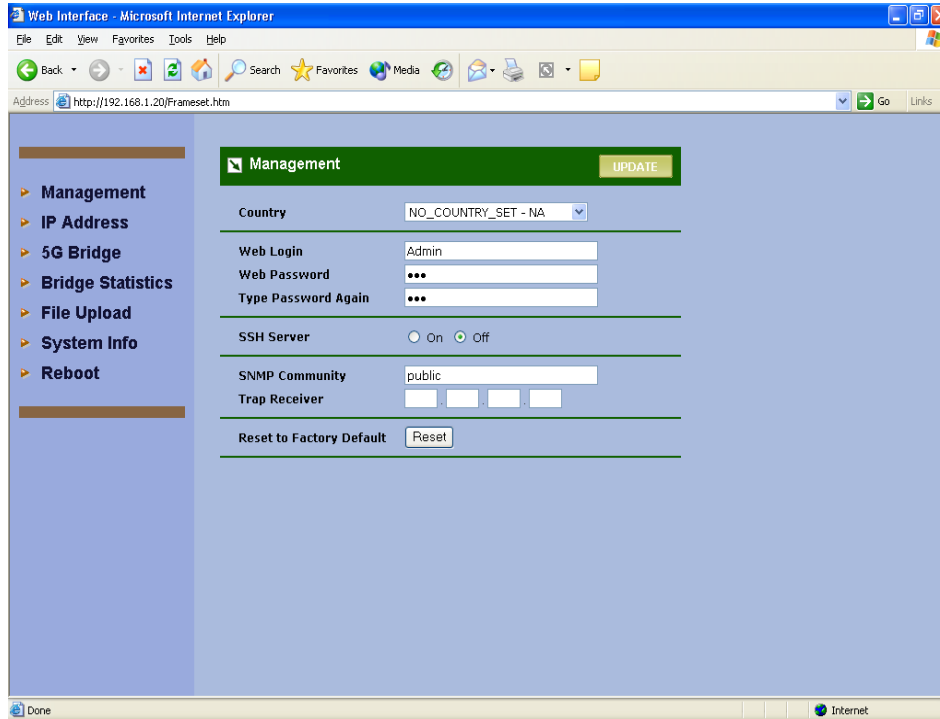 Web Interface - Microsoft Internet Explorer
File Edit View Favorites Tools Help
Back Search Favorites Media
Address http://192.168.1.20/Frameset.htm Go Links
Management
IP Address
5G Bridge
Bridge Statistics
File Upload
System Info
Reboot
Management UPDATE
Country NO_COUNTRY_SET - NA
Web Login Admin
Web Password •••
Type Password Again •••
SSH Server On Off
SNMP Community public
Trap Receiver . . .
Reset to Factory Default Reset
Done Internet